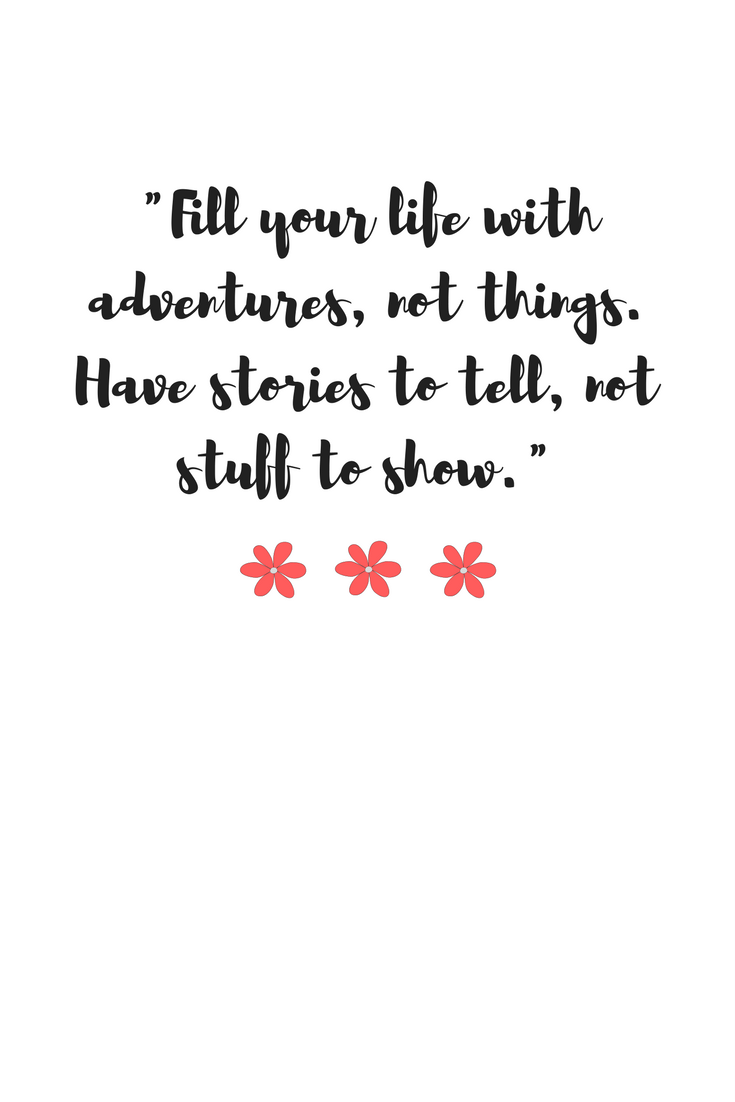 ”Fill your life with
adventures, not things.
Have stories to tell, not
stuff to show.”